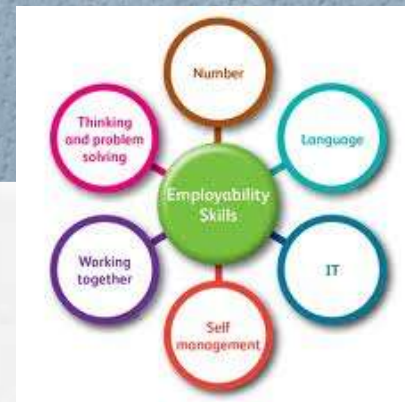 Number
Thinking
and problem
solving
Language
Employability
Skills
Working
together
IT
Self
management